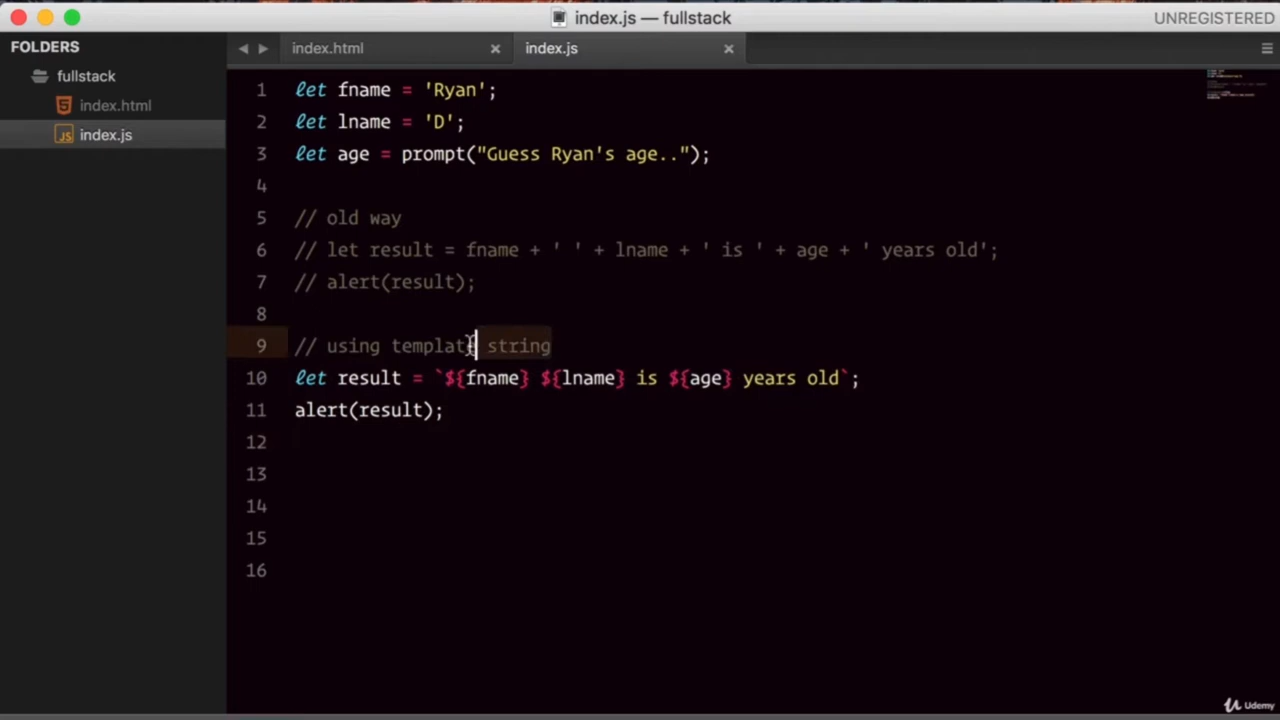 index.js — fullstack
UNREGISTERED
FOLDERS
fullstack
index.html
index.js
index.html
index.js
1 let fname = 'Ryan';
2 let lname = 'D';
3 let age = prompt("Guess Ryan's age..");
4
5 // old way
6 // let result = fname + ' ' + lname + ' is ' + age + ' years old';
7 // alert(result);
8
9 // using template string
10 let result = `${fname} ${lname} is ${age} years old`;
11 alert(result);
12
13
14
15
16
Udemy